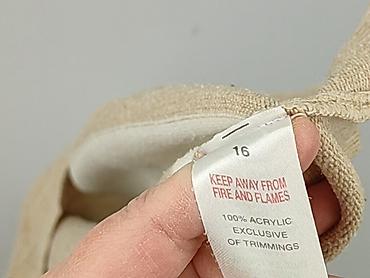 16
KEEP AWAY FROM
FIRE AND FLAMES
100% ACRYLIC
EXCLUSIVE
OF TRIMMINGS